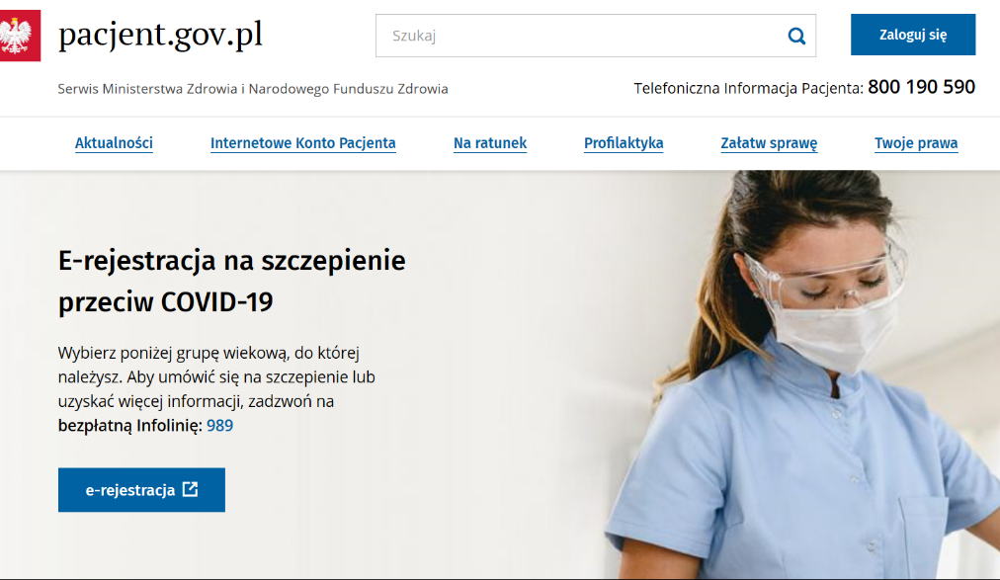 pacjent.gov.pl
Szukaj
Zaloguj się
Serwis Ministerstwa Zdrowia i Narodowego Funduszu Zdrowia
Telefoniczna Informacja Pacjenta: 800 190 590
Aktualności
Internetowe Konto Pacjenta
Na ratunek
Profilaktyka
Załatw sprawę
Twoje prawa
E-rejestracja na szczepienie
przeciw COVID-19
Wybierz poniżej grupę wiekową, do której
należysz. Aby umówić się na szczepienie lub
uzyskać więcej informacji, zadzwoń na
bezpłatną Infolinię: 989
e-rejestracja